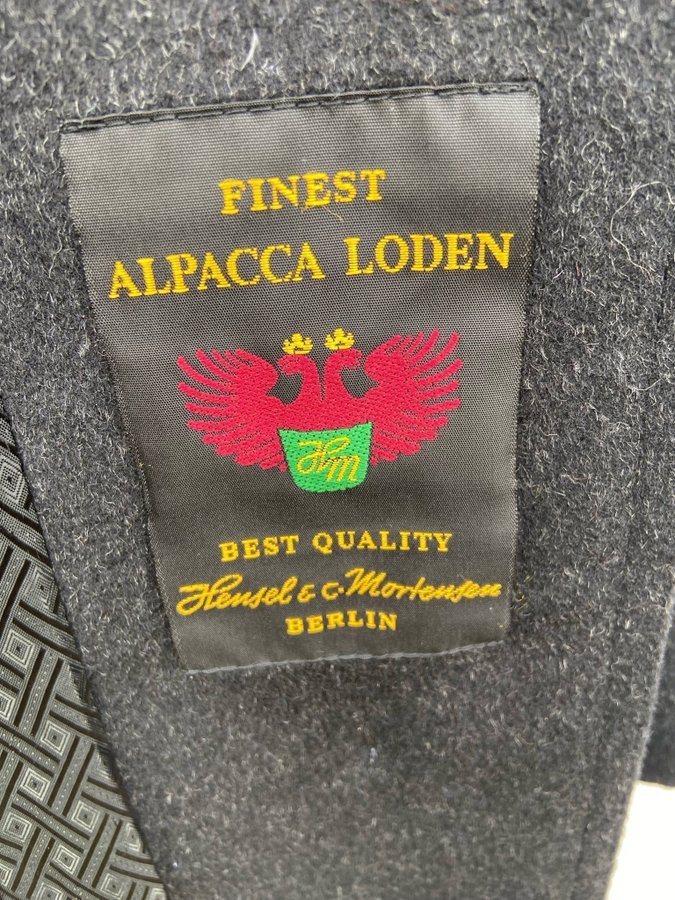 FINEST
ALPACCA LODEN
HM
BEST QUALITY
Hensel & C. Mortensen
BERLIN